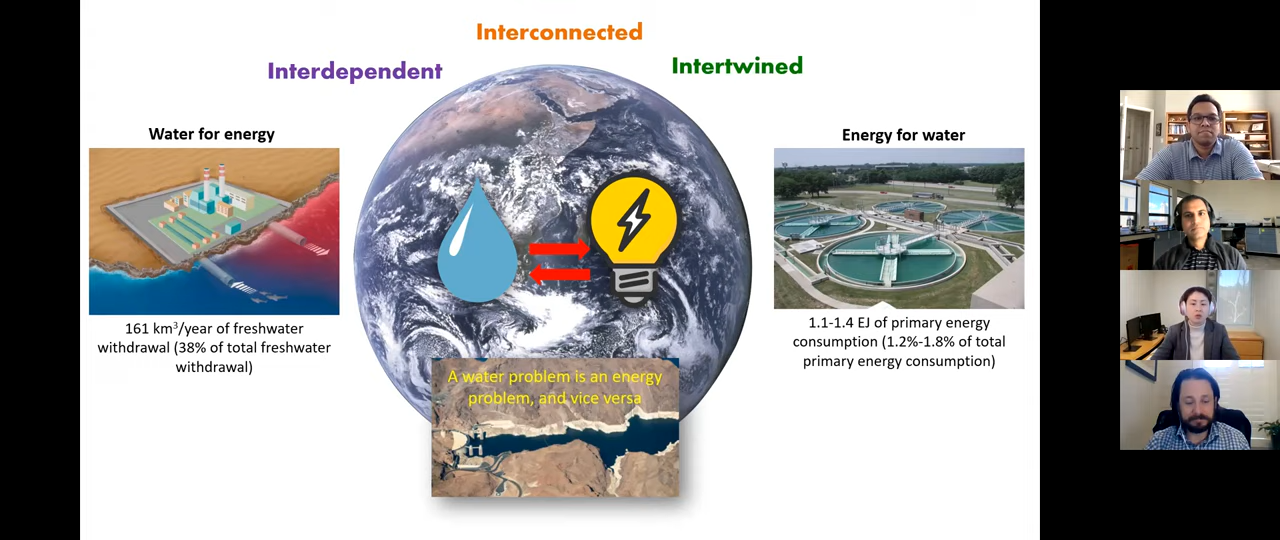 Interconnected
Interdependent
Intertwined
Water for energy
161 km³/year of freshwater
withdrawal (38% of total freshwater
withdrawal)
Energy for water
1.1-1.4 EJ of primary energy
consumption (1.2%-1.8% of total
primary energy consumption)
A water problem is an energy
problem, and vice versa